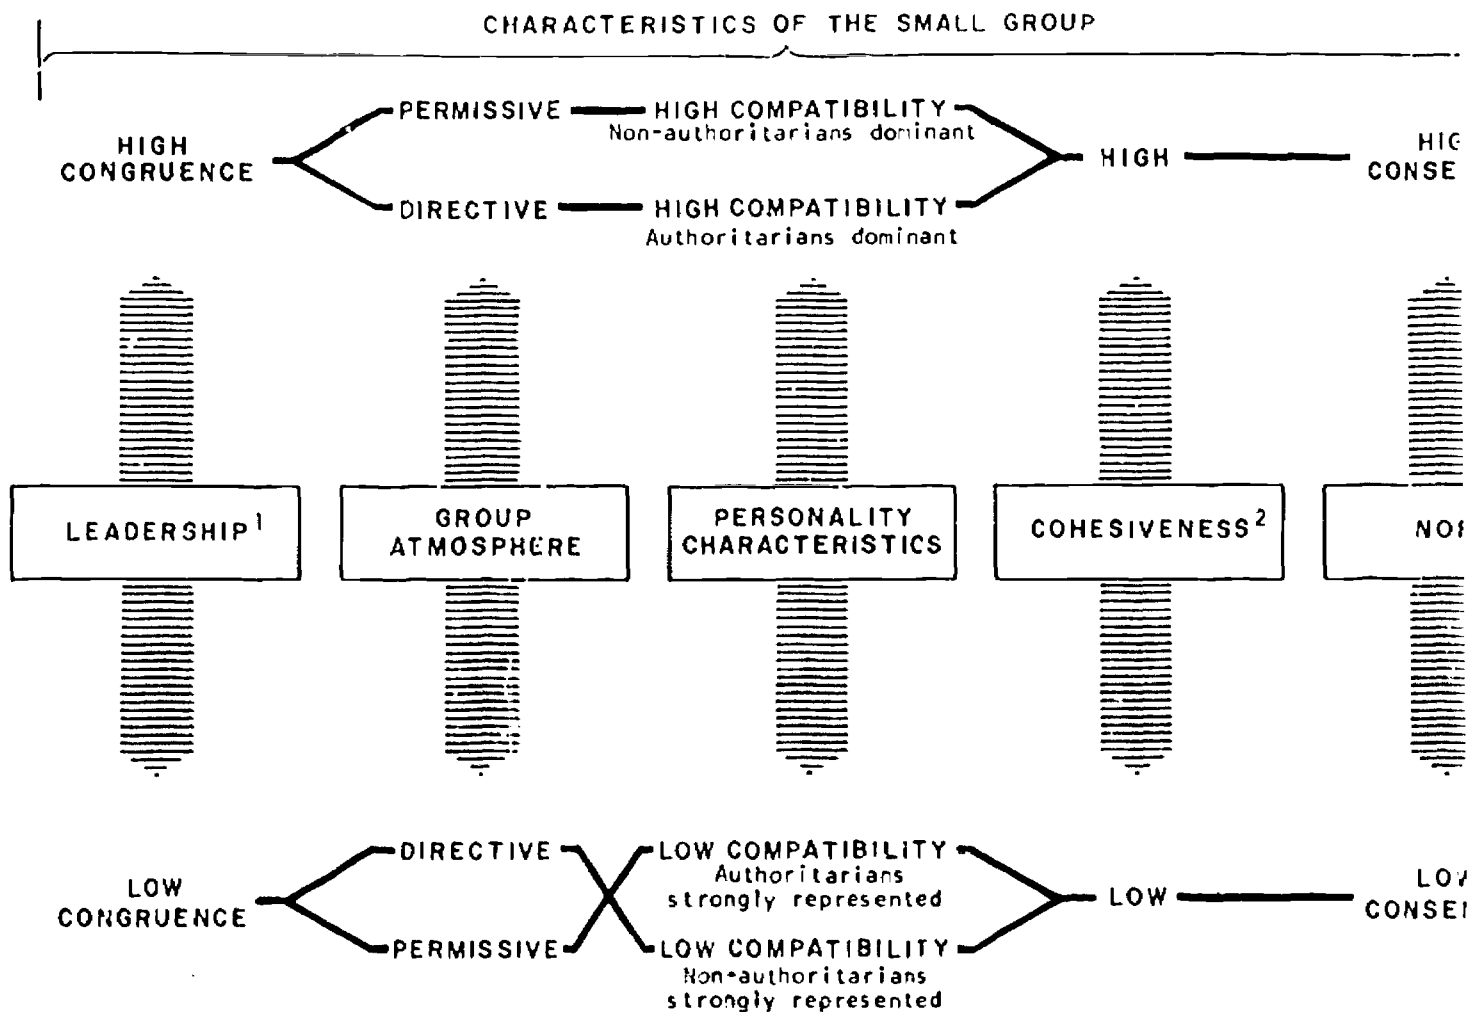 CHARACTERISTICS OF THE SMALL GROUP
PERMISSIVE HIGH COMPATIBILITY
Non-authoritarians dominant
HIGH
CONGRUENCE
HIGH
DIRECTIVE HIGH COMPATIBILITY
Authoritarians dominant
LEADERSHIP1
GROUP
ATMOSPHERE
PERSONALITY
CHARACTERISTICS
COHESIVENESS2
DIRECTIVE LOW COMPATIBILITY
Authoritarians
strongly represented
LOW
CONGRUENCE
LOW
PERMISSIVE LOW COMPATIBILITY
Non-authoritarians
strongly represented